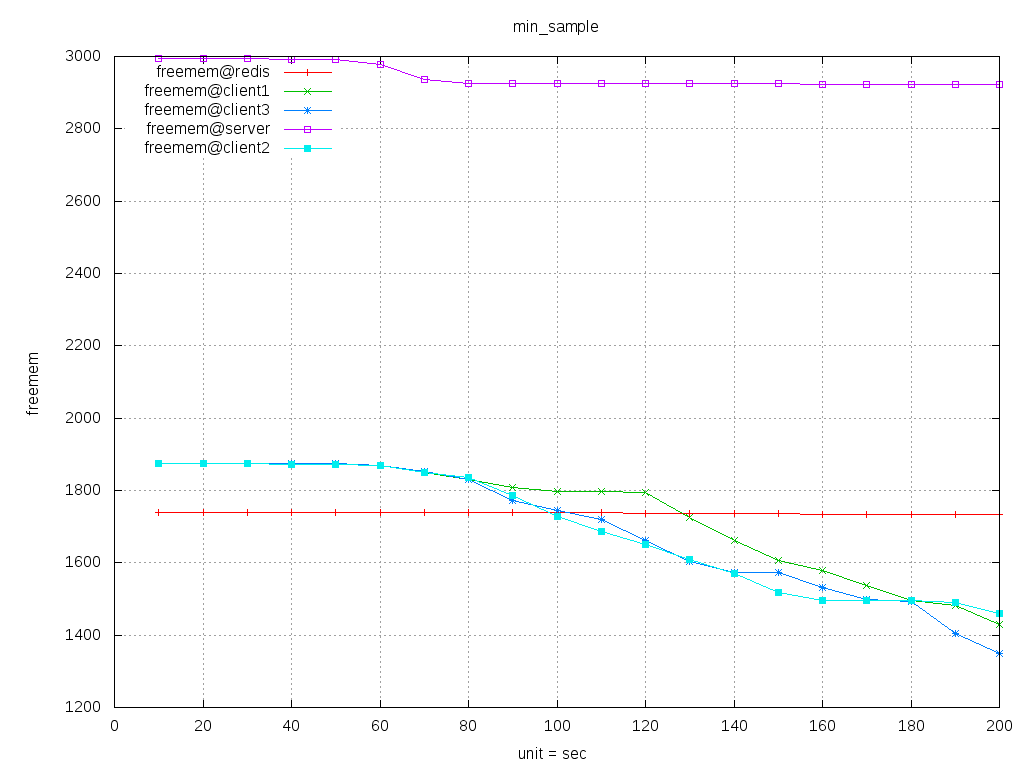 min_sample
3000
2800
2600
2400
2200
2000
1800
1600
1400
1200
freemem
freemem@redis
freemem@client1
freemem@client3
freemem@server
freemem@client2
0 20 40 60 80 100 120 140 160 180 200
unit = sec